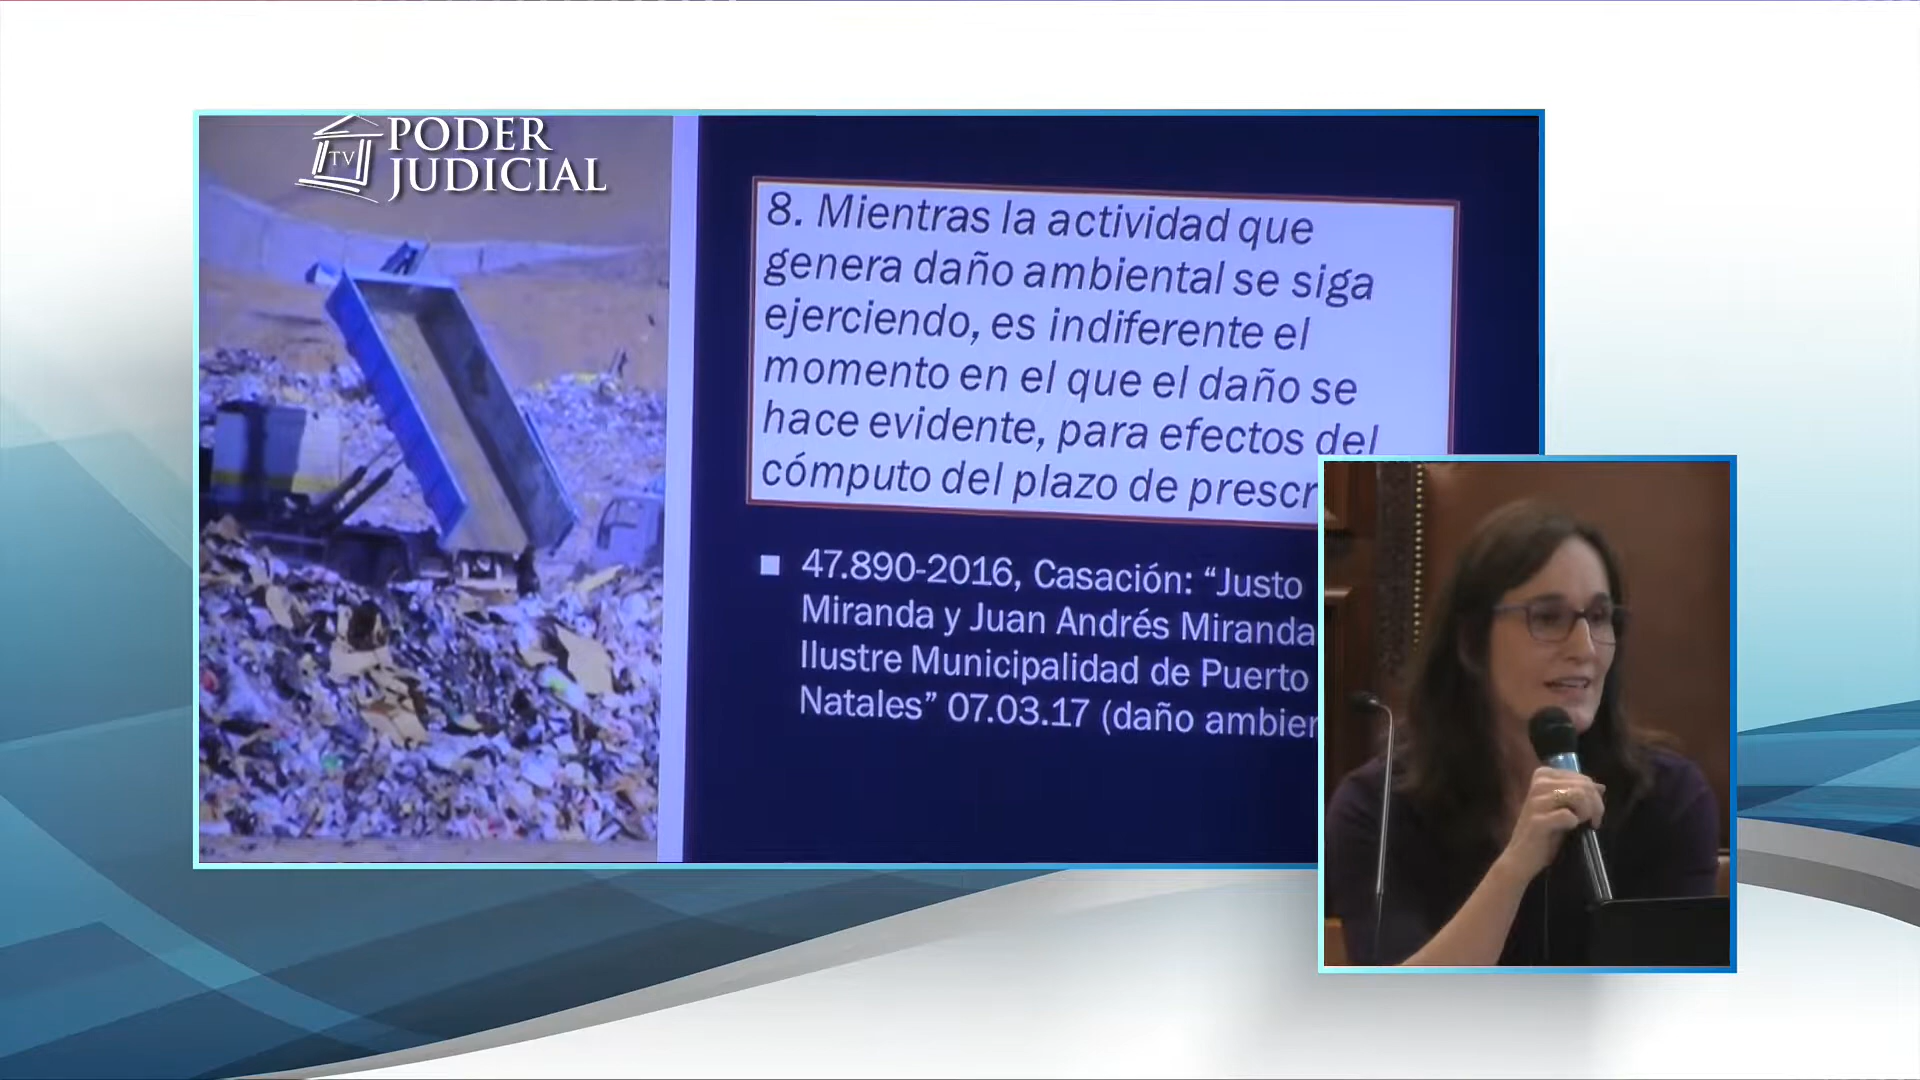 TV
PODER
JUDICIAL
8. Mientras la actividad que
genera daño ambiental se siga
ejerciendo, es indiferente el
momento en el que el daño se
hace evidente, para efectos del
cómputo del plazo de prescr
47.890-2016, Casación: “Justo
Miranda y Juan Andrés Miranda
Ilustre Municipalidad de Puerto
Natales” 07.03.17 (daño ambien